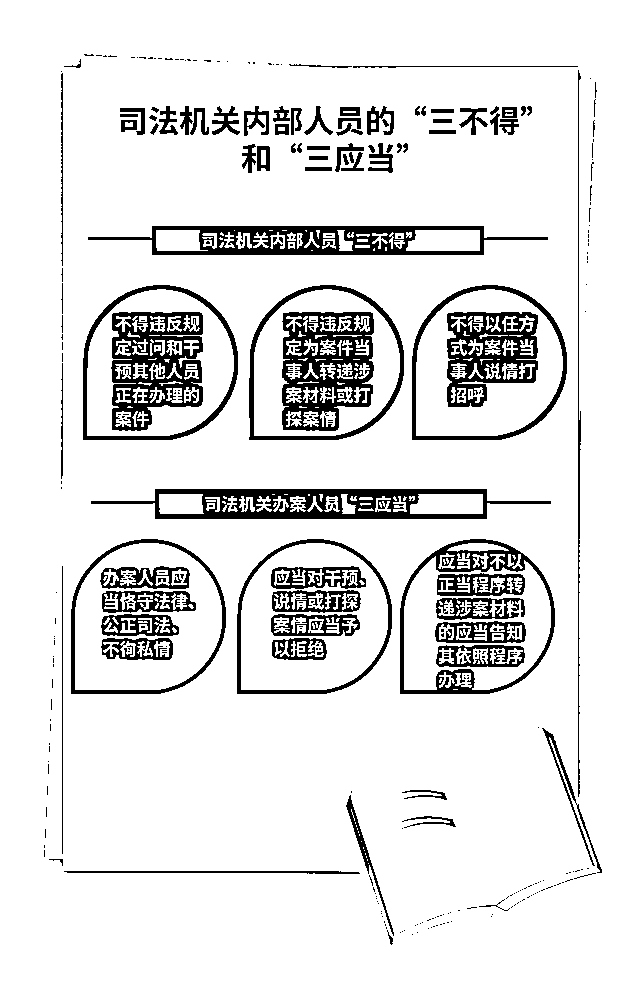 司法机关内部人员的“三不得”
和“三应当”
司法机关内部人员“三不得”
不得违反规
定过问和干
预其他人员
正在办理的
案件
不得违反规
定为案件当
事人转递涉
案材料或打
探案情
不得以任方
式为案件当
事人说情打
招呼
司法机关办案人员“三应当”
办案人员应
当恪守法律、
公正司法、
不徇私情
应当对干预、
说情或打探
案情应当予
以拒绝
应当对不以
正当程序转
递涉案材料
的应当告知
其依照程序
办理